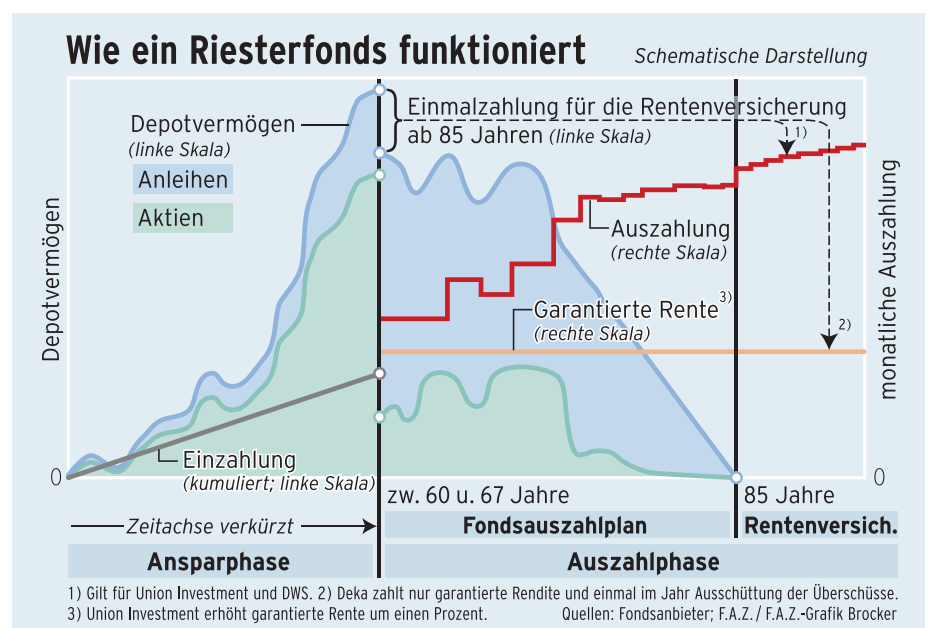 Wie ein Riesterfonds funktioniert
Schematische Darstellung
Depotvermögen
(linke Skala)
Anleihen
Aktien
Einmalzahlung für die Rentenversicherung
ab 85 Jahren (linke Skala)
1)
Auszahlung
(rechte Skala)
Garantierte Rente3)
(rechte Skala)
2)
Depotvermögen
monatliche Auszahlung
Einzahlung
(kumuliert; linke Skala)
0
0
zw. 60 u. 67 Jahre
85 Jahre
Zeitachse verkürzt
Fondsauszahlplan
Rentenversich.
Ansparphase
Auszahlphase
1) Gilt für Union Investment und DWS. 2) Deka zahlt nur garantierte Rendite und einmal im Jahr Ausschüttung der Überschüsse.
3) Union Investment erhöht garantierte Rente um einen Prozent.
Quellen: Fondsanbieter; F.A.Z. / F.A.Z.-Grafik Brocker